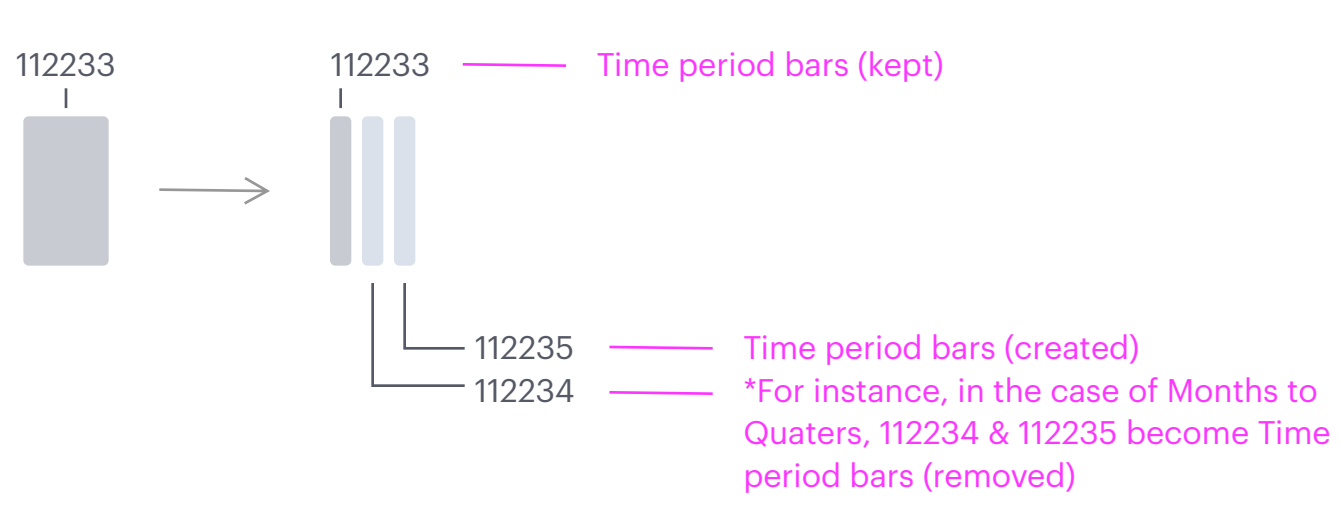 112233
112233
Time period bars (kept)
112235
Time period bars (created)
112234
*For instance, in the case of Months to
Quaters, 112234 & 112235 become Time
period bars (removed)